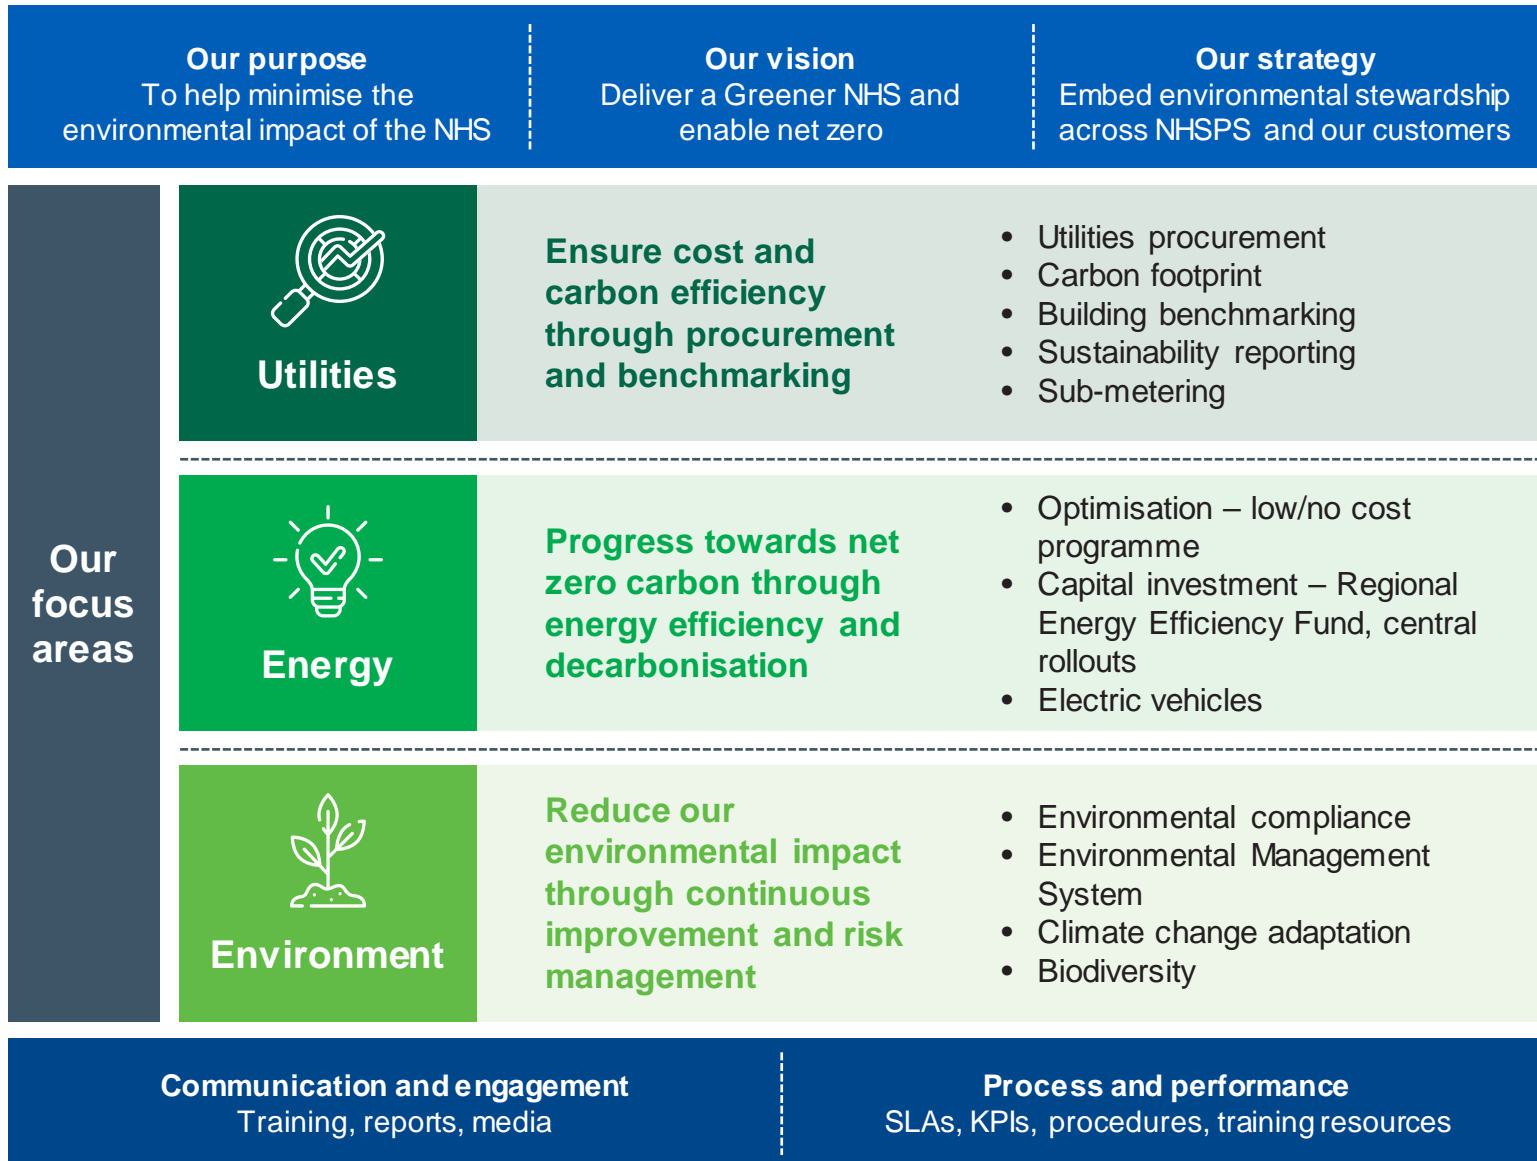 Our purpose
To help minimise the
environmental impact of the NHS
Our vision
Deliver a Greener NHS and
enable net zero
Our strategy
Embed environmental stewardship
across NHSPS and our customers
Our
focus
areas
Utilities
Ensure cost and
carbon efficiency
through procurement
and benchmarking
• Utilities procurement
• Carbon footprint
• Building benchmarking
• Sustainability reporting
• Sub-metering
Energy
Progress towards net
zero carbon through
energy efficiency and
decarbonisation
• Optimisation – low/no cost
programme
• Capital investment – Regional
Energy Efficiency Fund, central
rollouts
• Electric vehicles
Environment
Reduce our
environmental impact
through continuous
improvement and risk
management
• Environmental compliance
• Environmental Management
System
• Climate change adaptation
• Biodiversity
Communication and engagement
Training, reports, media
Process and performance
SLAs, KPIs, procedures, training resources